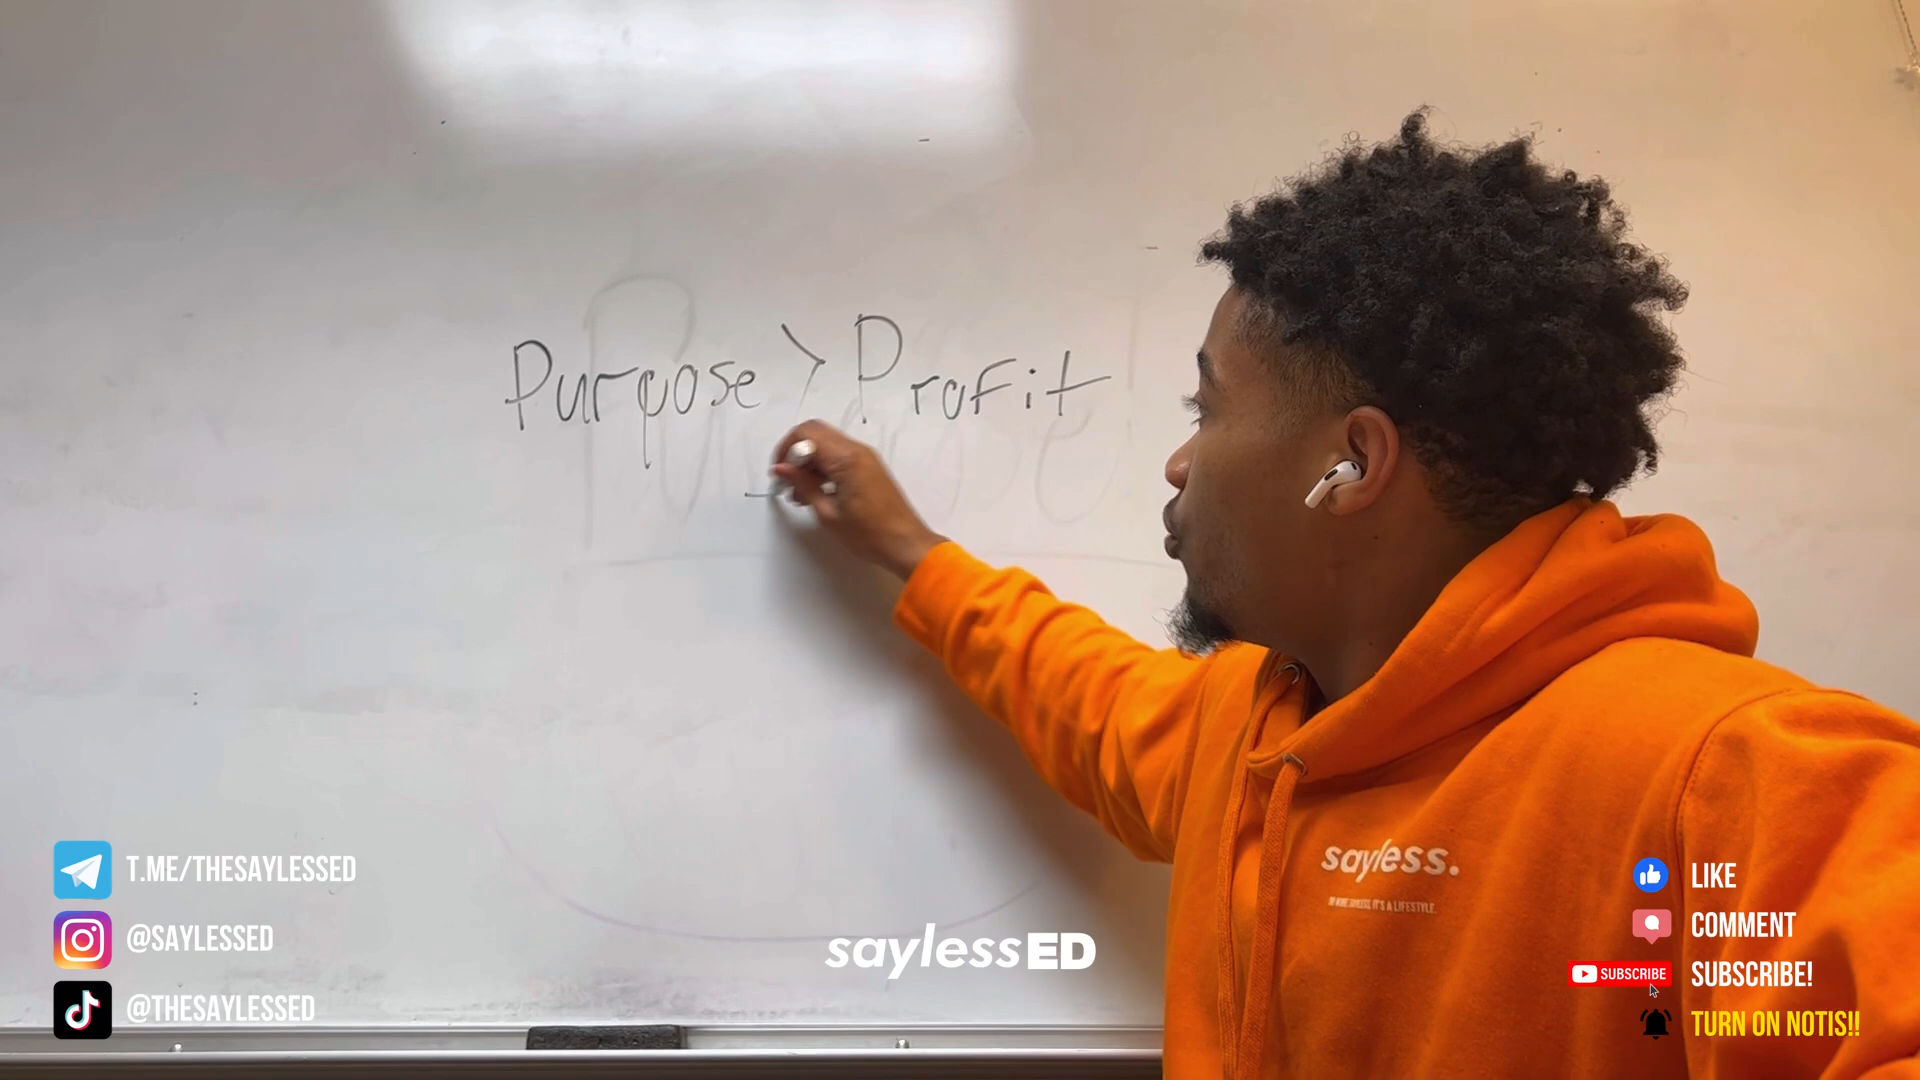 Purpose > Profit
sayless.
T.ME/THESAYLESSED
@SAYLESSED
@THESAYLESSED
saylessED
LIKE
COMMENT
SUBSCRIBE SUBSCRIBE!
TURN ON NOTIS!!